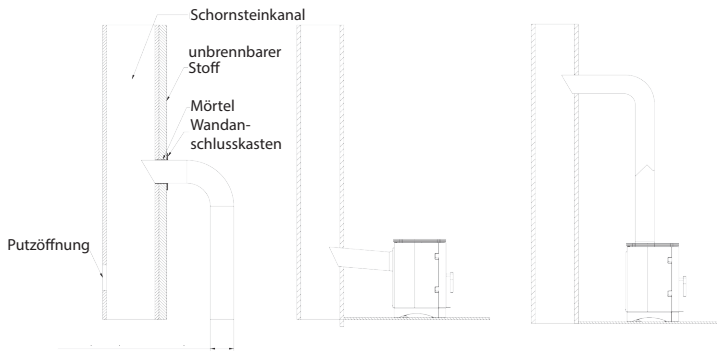 Schornsteinkanal
unbrennbarer
Stoff
Mörtel
Wandan-
schlusskasten
Putzöffnung